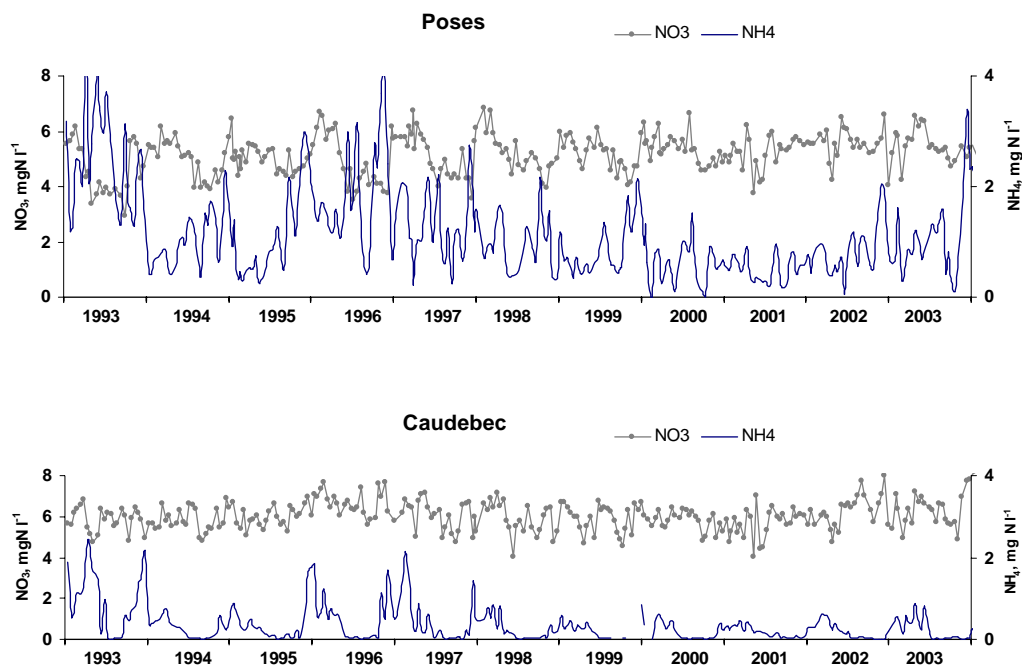 Poses
NO3 NH4
8 4
6
4 2
2
0 0
NO3, mgN l-1
NH4, mg N l-1
1993 1994 1995 1996 1997 1998 1999 2000 2001 2002 2003
Caudebec
NO3 NH4
8 4
6
4 2
2
0 0
NO3, mgN l-1
NH4, mg N l-1
1993 1994 1995 1996 1997 1998 1999 2000 2001 2002 2003